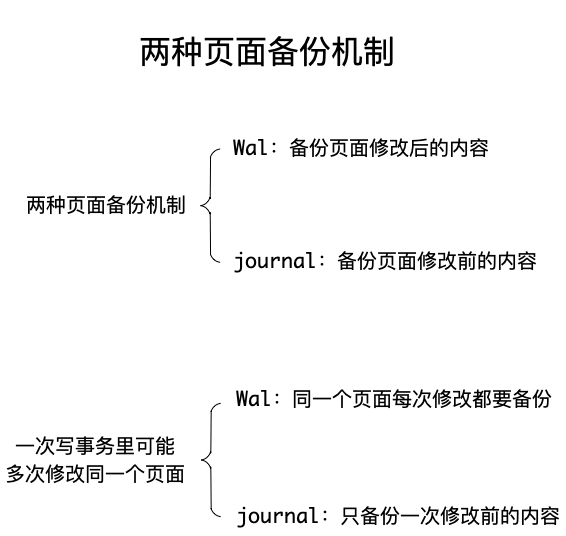 两种页面备份机制
Wal：备份页面修改后的内容
两种页面备份机制
journal：备份页面修改前的内容
Wal：同一个页面每次修改都要备份
一次写事务里可能
多次修改同一个页面
journal：只备份一次修改前的内容